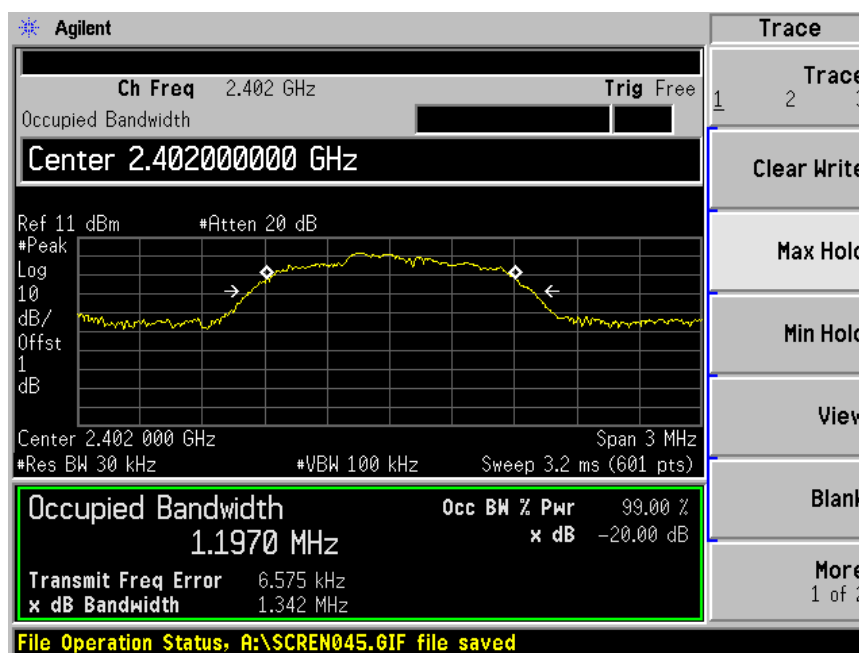 Agilent
Trace
Ch Freq 2.402 GHz Trig Free
Occupied Bandwidth
Center 2.402000000 GHz
Ref 11 dBm #Atten 20 dB
#Peak
Log
10
dB/
Offst
1
dB
Center 2.402 000 GHz Span 3 MHz
#Res BW 30 kHz #VBW 100 kHz Sweep 3.2 ms (601 pts)
Occupied Bandwidth
1.1970 MHz
Occ BW % Pwr 99.00 %
x dB -20.00 dB
Transmit Freq Error 6.575 kHz
x dB Bandwidth 1.342 MHz
File Operation Status, A:\SCREN045.GIF file saved
Trace
1 2
Clear Write
Max Hold
Min Hold
View
Blank
More
1 of